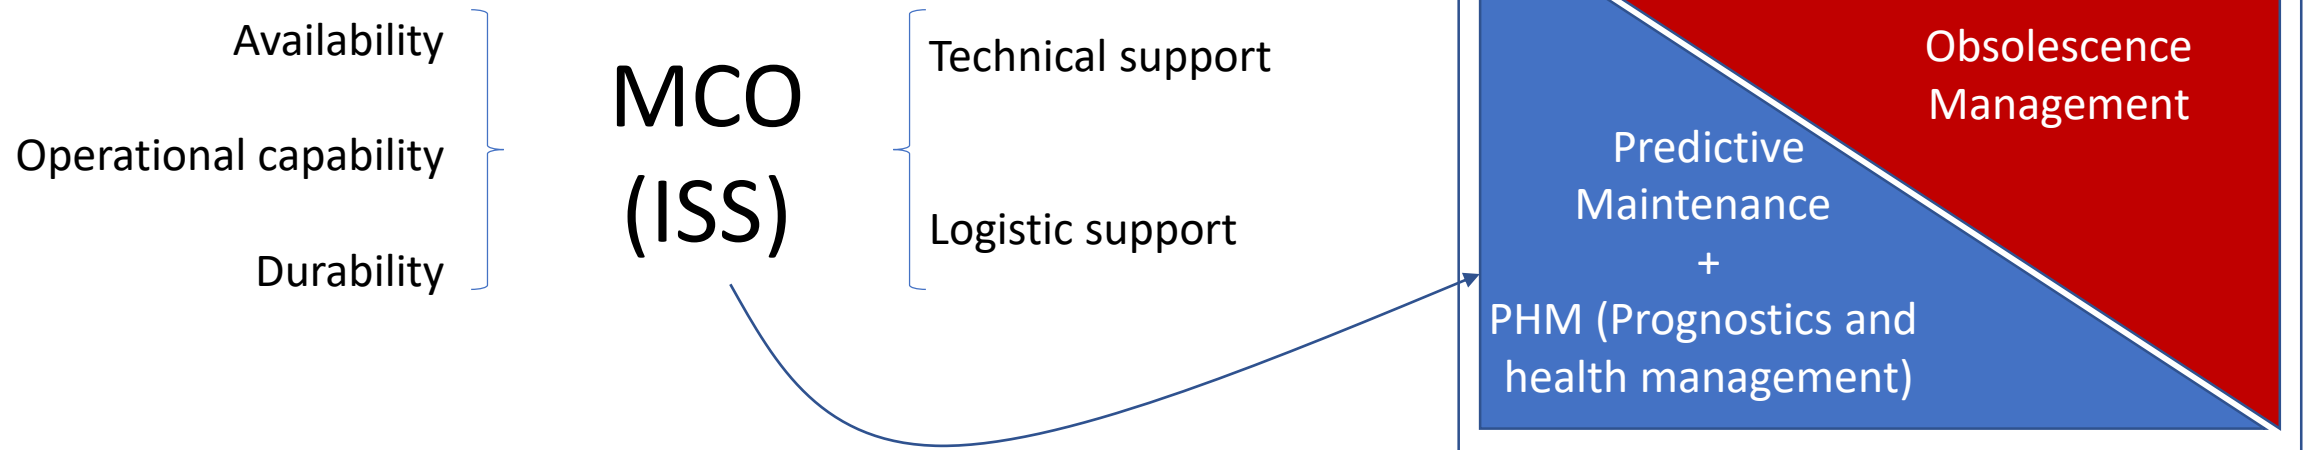 Availability
Operational capability
Durability
MCO
(ISS)
Technical support
Logistic support
Obsolescence
Management
Predictive
Maintenance
+
PHM (Prognostics and
health management)